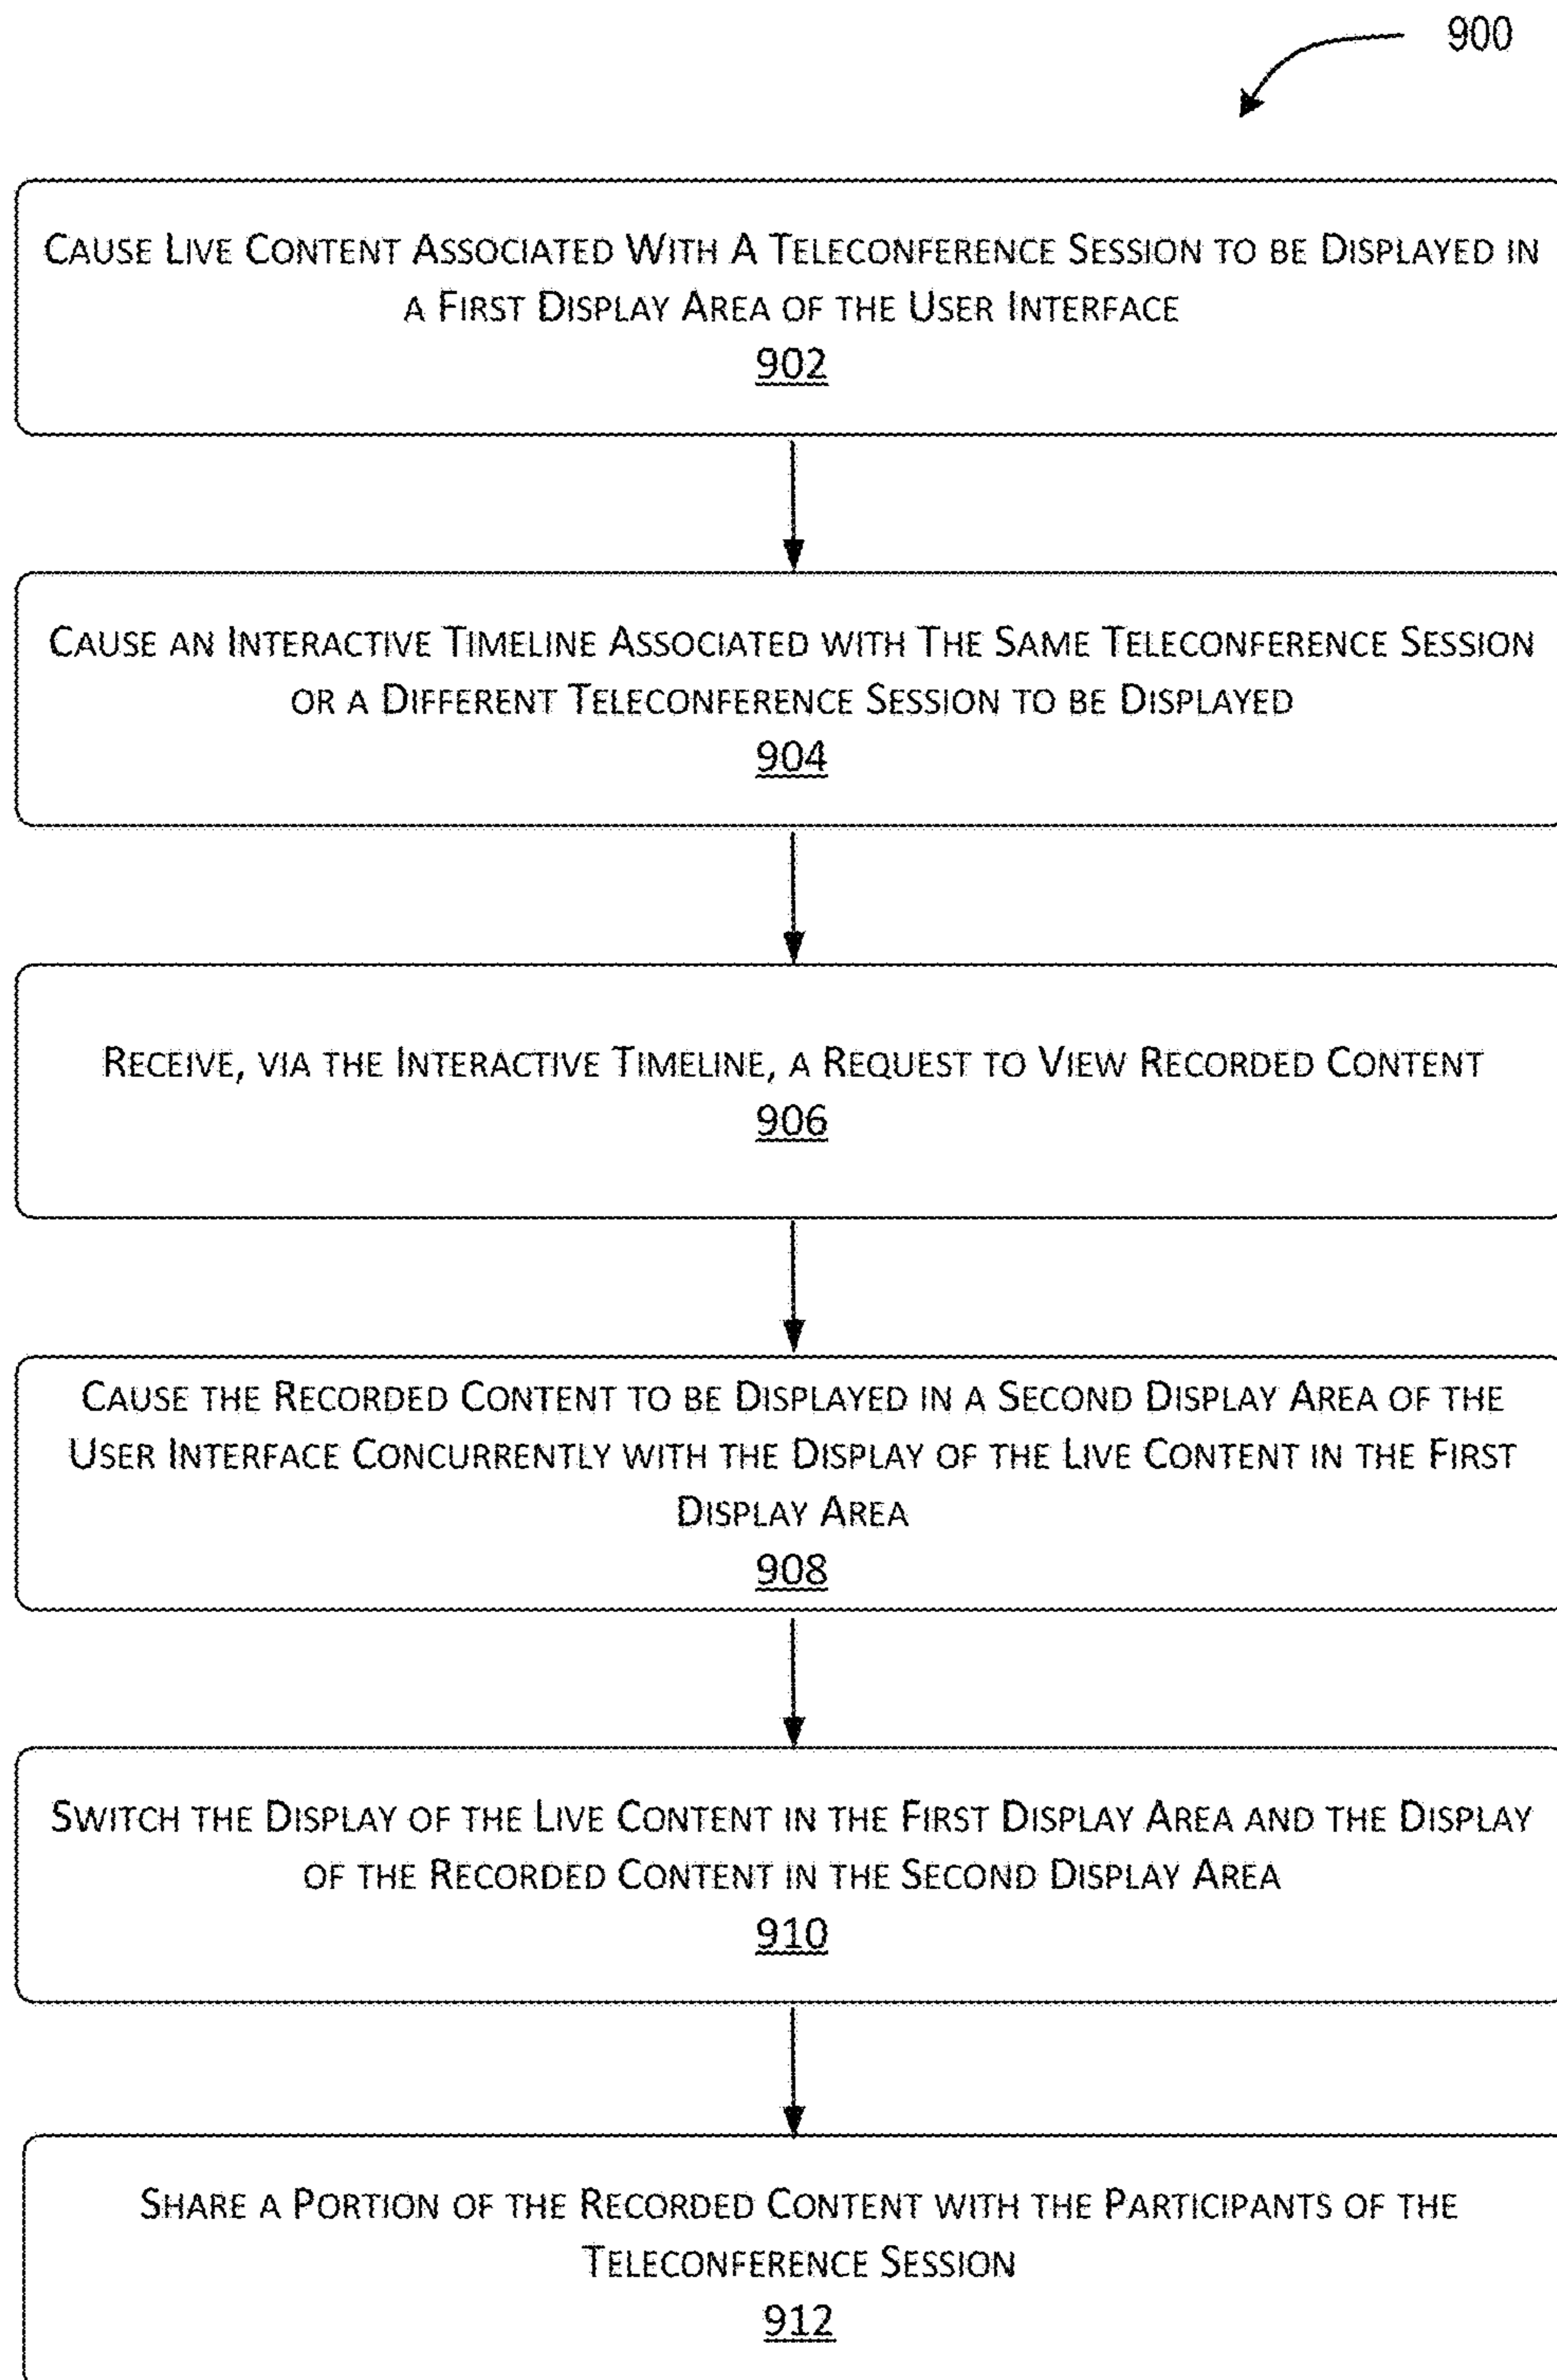 900
CAUSE LIVE CONTENT ASSOCIATED WITH A TELECONFERENCE SESSION TO BE DISPLAYED IN
A FIRST DISPLAY AREA OF THE USER INTERFACE
902
CAUSE AN INTERACTIVE TIMELINE ASSOCIATED WITH THE SAME TELECONFERENCE SESSION
OR A DIFFERENT TELECONFERENCE SESSION TO BE DISPLAYED
904
RECEIVE, VIA THE INTERACTIVE TIMELINE, A REQUEST TO VIEW RECORDED CONTENT
906
CAUSE THE RECORDED CONTENT TO BE DISPLAYED IN A SECOND DISPLAY AREA OF THE
USER INTERFACE CONCURRENTLY WITH THE DISPLAY OF THE LIVE CONTENT IN THE FIRST
DISPLAY AREA
908
SWITCH THE DISPLAY OF THE LIVE CONTENT IN THE FIRST DISPLAY AREA AND THE DISPLAY
OF THE RECORDED CONTENT IN THE SECOND DISPLAY AREA
910
SHARE A PORTION OF THE RECORDED CONTENT WITH THE PARTICIPANTS OF THE
TELECONFERENCE SESSION
912